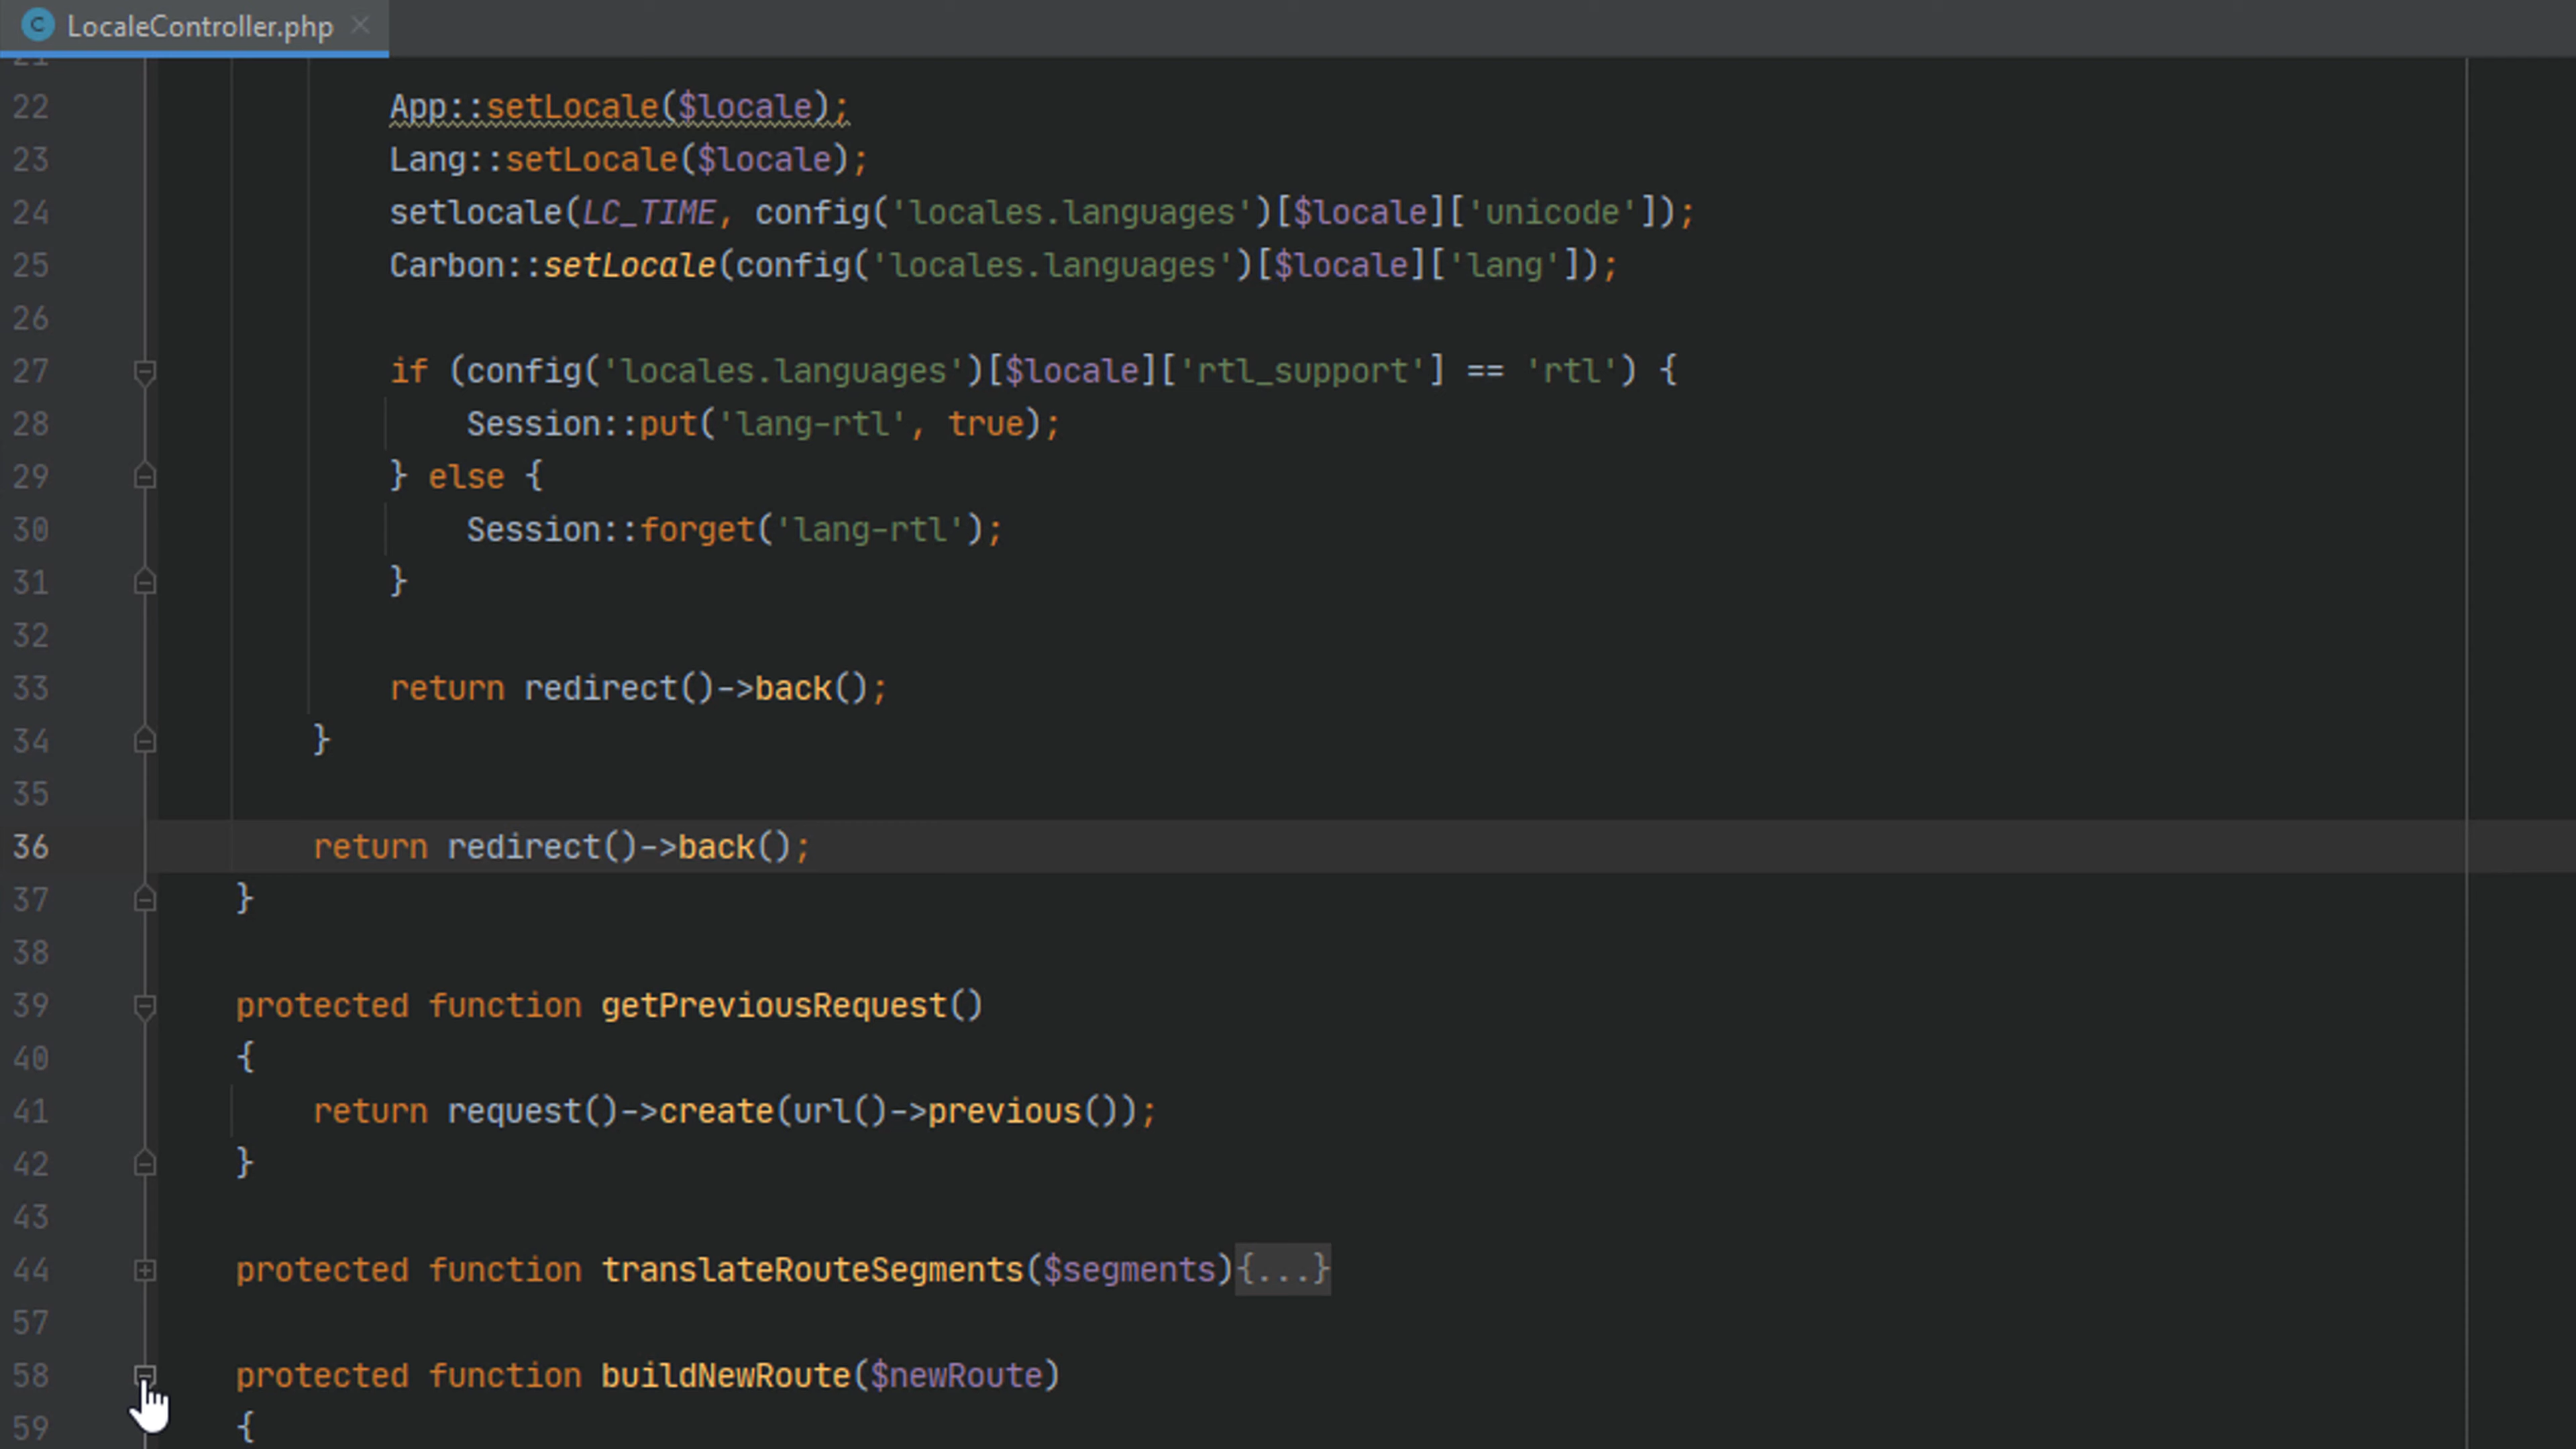 LocaleController.php
21
22 App::setLocale($locale);
23 Lang::setLocale($locale);
24 setlocale(LC_TIME, config('locales.languages')[$locale]['unicode']);
25 Carbon::setLocale(config('locales.languages')[$locale]['lang']);
26
27 if (config('locales.languages')[$locale]['rtl_support'] == 'rtl') {
28 Session::put('lang-rtl', true);
29 } else {
30 Session::forget('lang-rtl');
31 }
32
33 return redirect()->back();
34 }
35
36 return redirect()->back();
37 }
38
39 protected function getPreviousRequest()
40 {
41 return request()->create(url()->previous());
42 }
43
44 protected function translateRouteSegments($segments){...}
57
58 protected function buildNewRoute($newRoute)
59 {